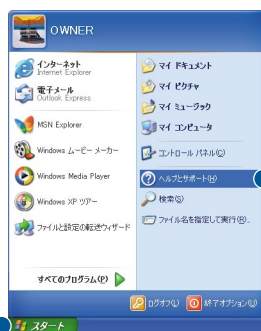 OWNER
インターネット
Internet Explorer
電子メール
Outlook Express
MSN Explorer
Windows ムービー メーカー
Windows Media Player
Windows XP ツアー
ファイルと設定の転送ウィザード
すべてのプログラム(P)
マイ ドキュメント
マイ ピクチャ
マイ ミュージック
マイ コンピュータ
コントロール パネル(C)
ヘルプとサポート(H)
検索(S)
ファイル名を指定して実行(R)...
ログオフ(L)
終了オプション(U)
スタート